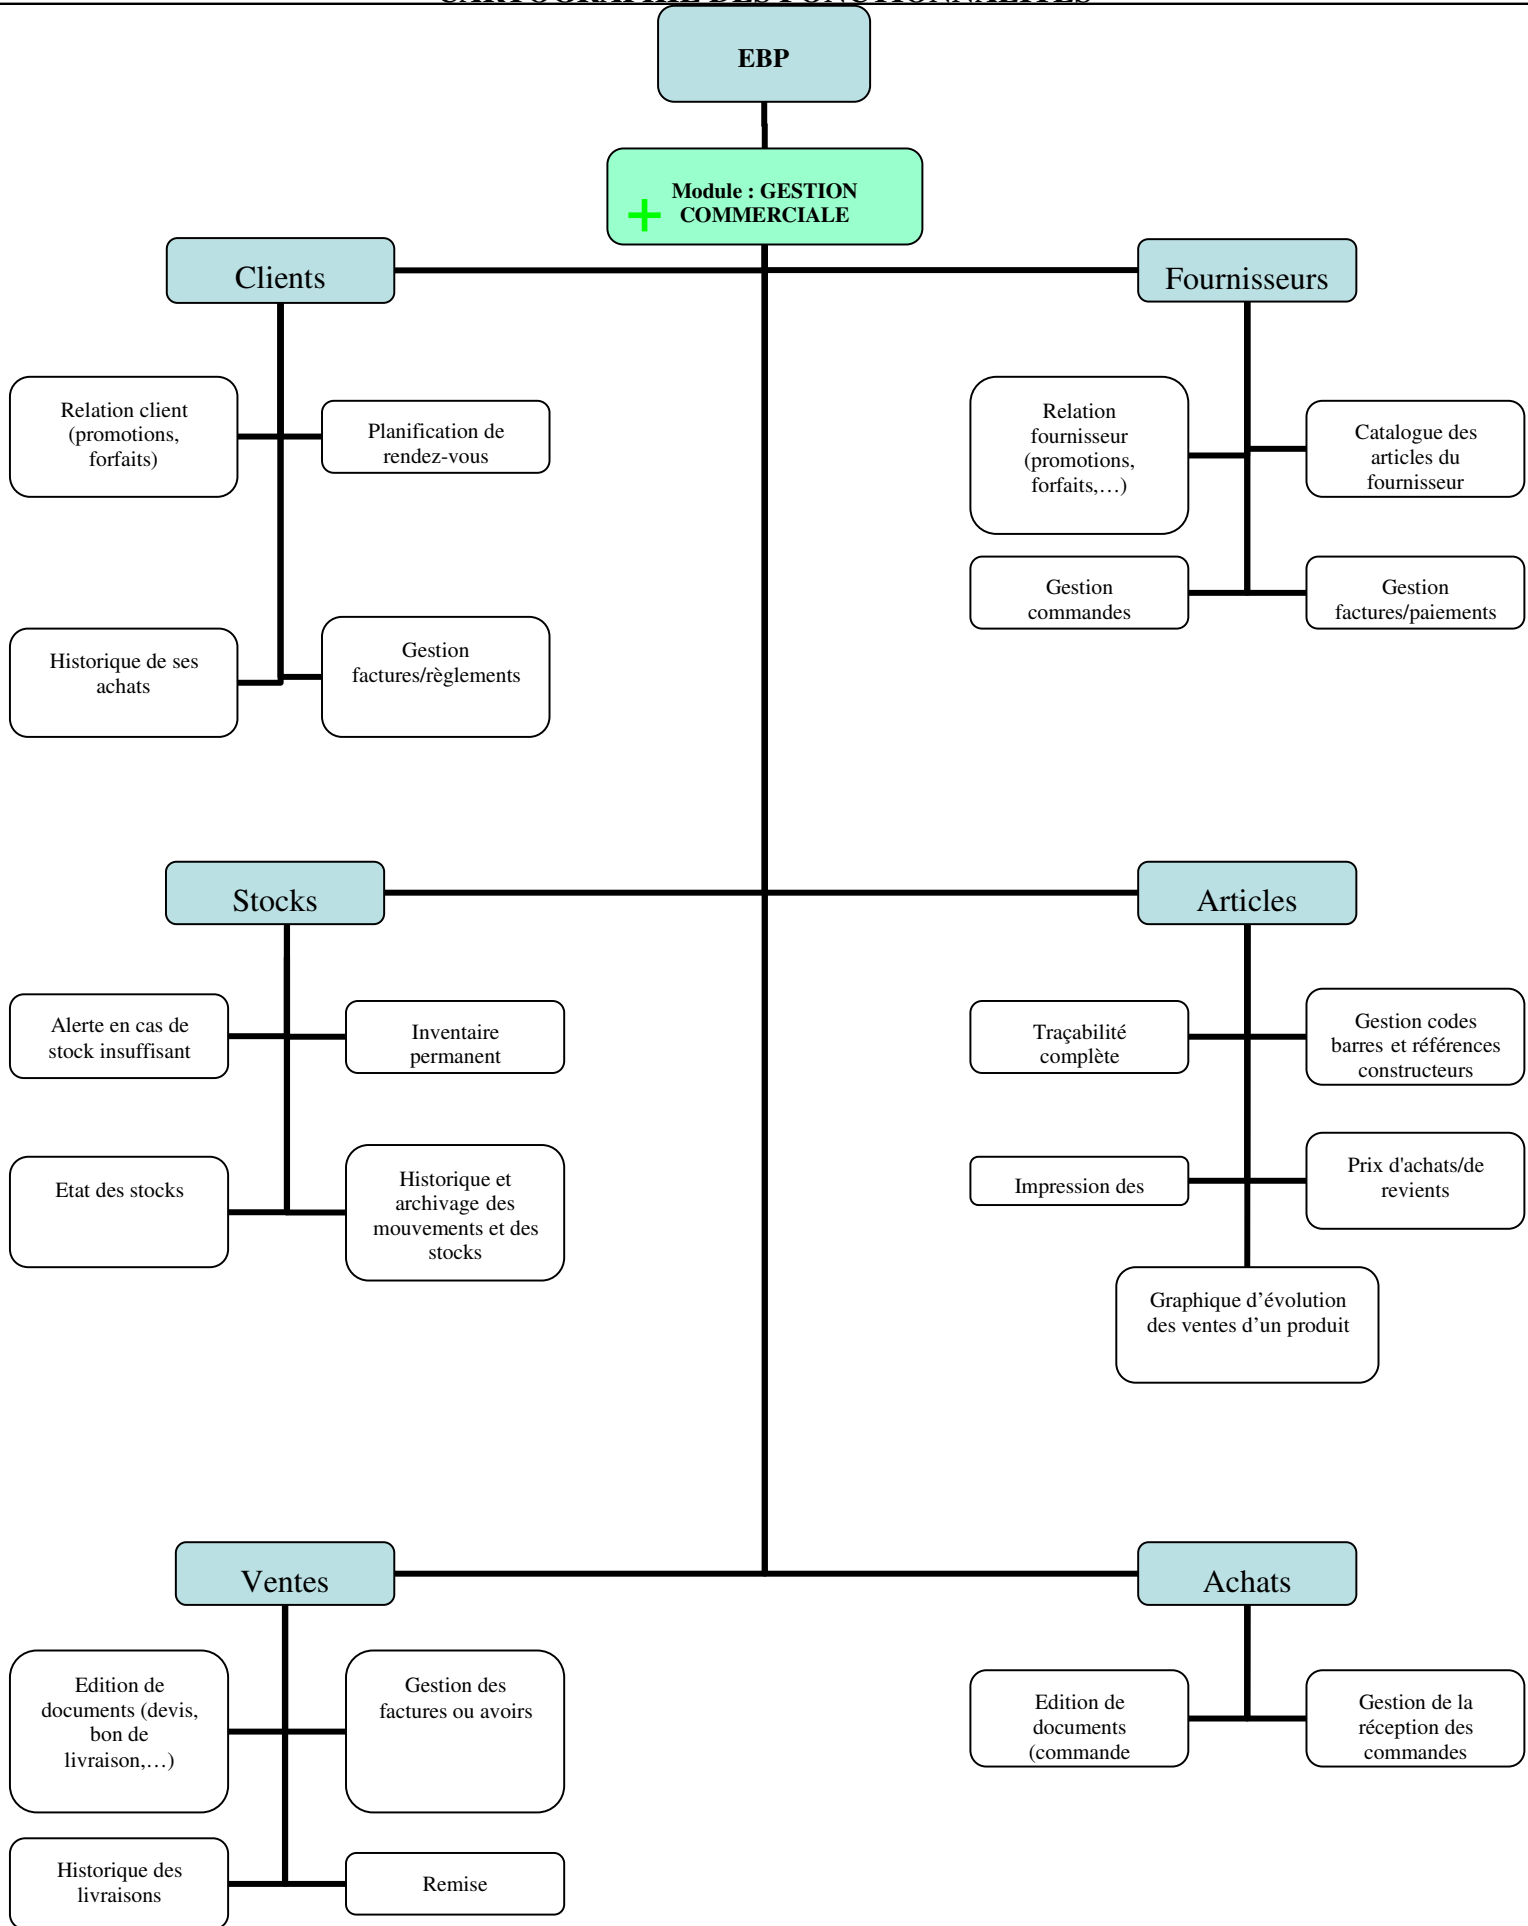 CARTOGRAPHIE DES FONCTIONNALITES
EBP
Module : GESTION
COMMERCIALE
Clients
Fournisseurs
Relation client
(promotions,
forfaits)
Planification de
rendez-vous
Relation
fournisseur
(promotions,
forfaits,…)
Catalogue des
articles du
fournisseur
Gestion
commandes
Gestion
factures/paiements
Historique de ses
achats
Gestion
factures/règlements
Stocks
Articles
Alerte en cas de
stock insuffisant
Inventaire
permanent
Traçabilité
complète
Gestion codes
barres et références
constructeurs
Etat des stocks
Historique et
archivage des
mouvements et des
stocks
Impression des
Prix d'achats/de
revients
Graphique d’évolution
des ventes d’un produit
Ventes
Achats
Edition de
documents (devis,
bon de
livraison,…)
Gestion des
factures ou avoirs
Edition de
documents
(commande
Gestion de la
réception des
commandes
Historique des
livraisons
Remise